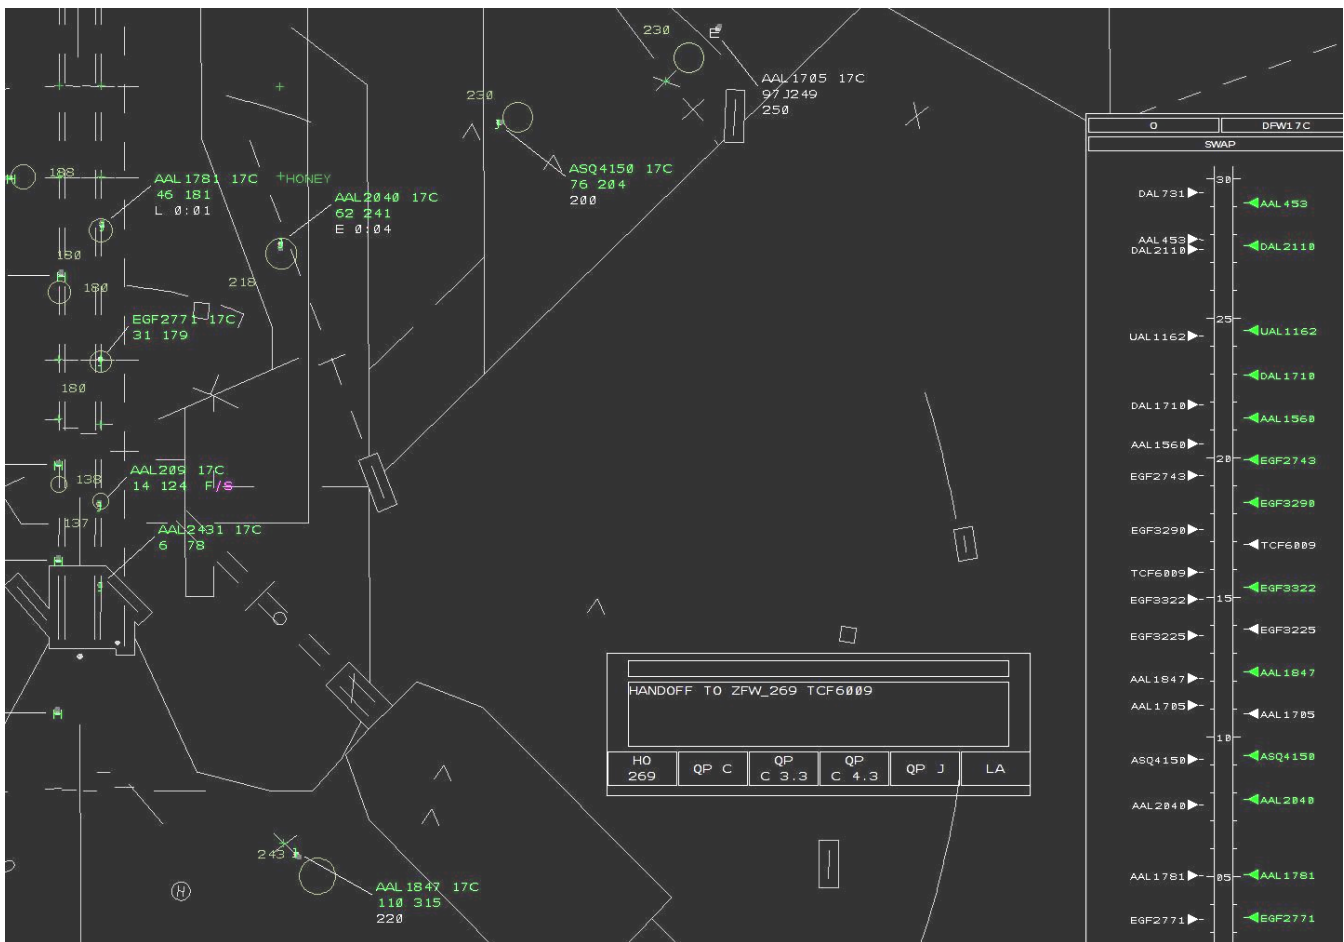 230
E
AAL1705 17C
97J249
250
230
J
ASQ4150 17C
76 204
200
H
188
AAL1781 17C
46 181
L 0:01
HONEY
AAL2040 17C
62 241
E 0:04
180
H
180
218
EGF2771 17C
31 179
180
H
138
AAL209 17C
14 124 F/S
137
AAL2431 17C
6 78
H
H
243
AAL1847 17C
110 315
220
H
HANDOFF TO ZFW_269 TCF6009
HO
269
QP C
QP
C 3.3
QP
C 4.3
QP J
LA
0
DFW17C
SWAP
30
DAL731
AAL453
AAL453
DAL2110
DAL2110
25
UAL1162
UAL1162
DAL1710
DAL1710
AAL1560
AAL1560
20
EGF2743
EGF2743
EGF3290
EGF3290
TCF6009
TCF6009
EGF3322
15
EGF3322
EGF3225
EGF3225
AAL1847
AAL1847
AAL1705
AAL1705
10
ASQ4150
ASQ4150
AAL2040
AAL2040
AAL1781
05
AAL1781
EGF2771
EGF2771